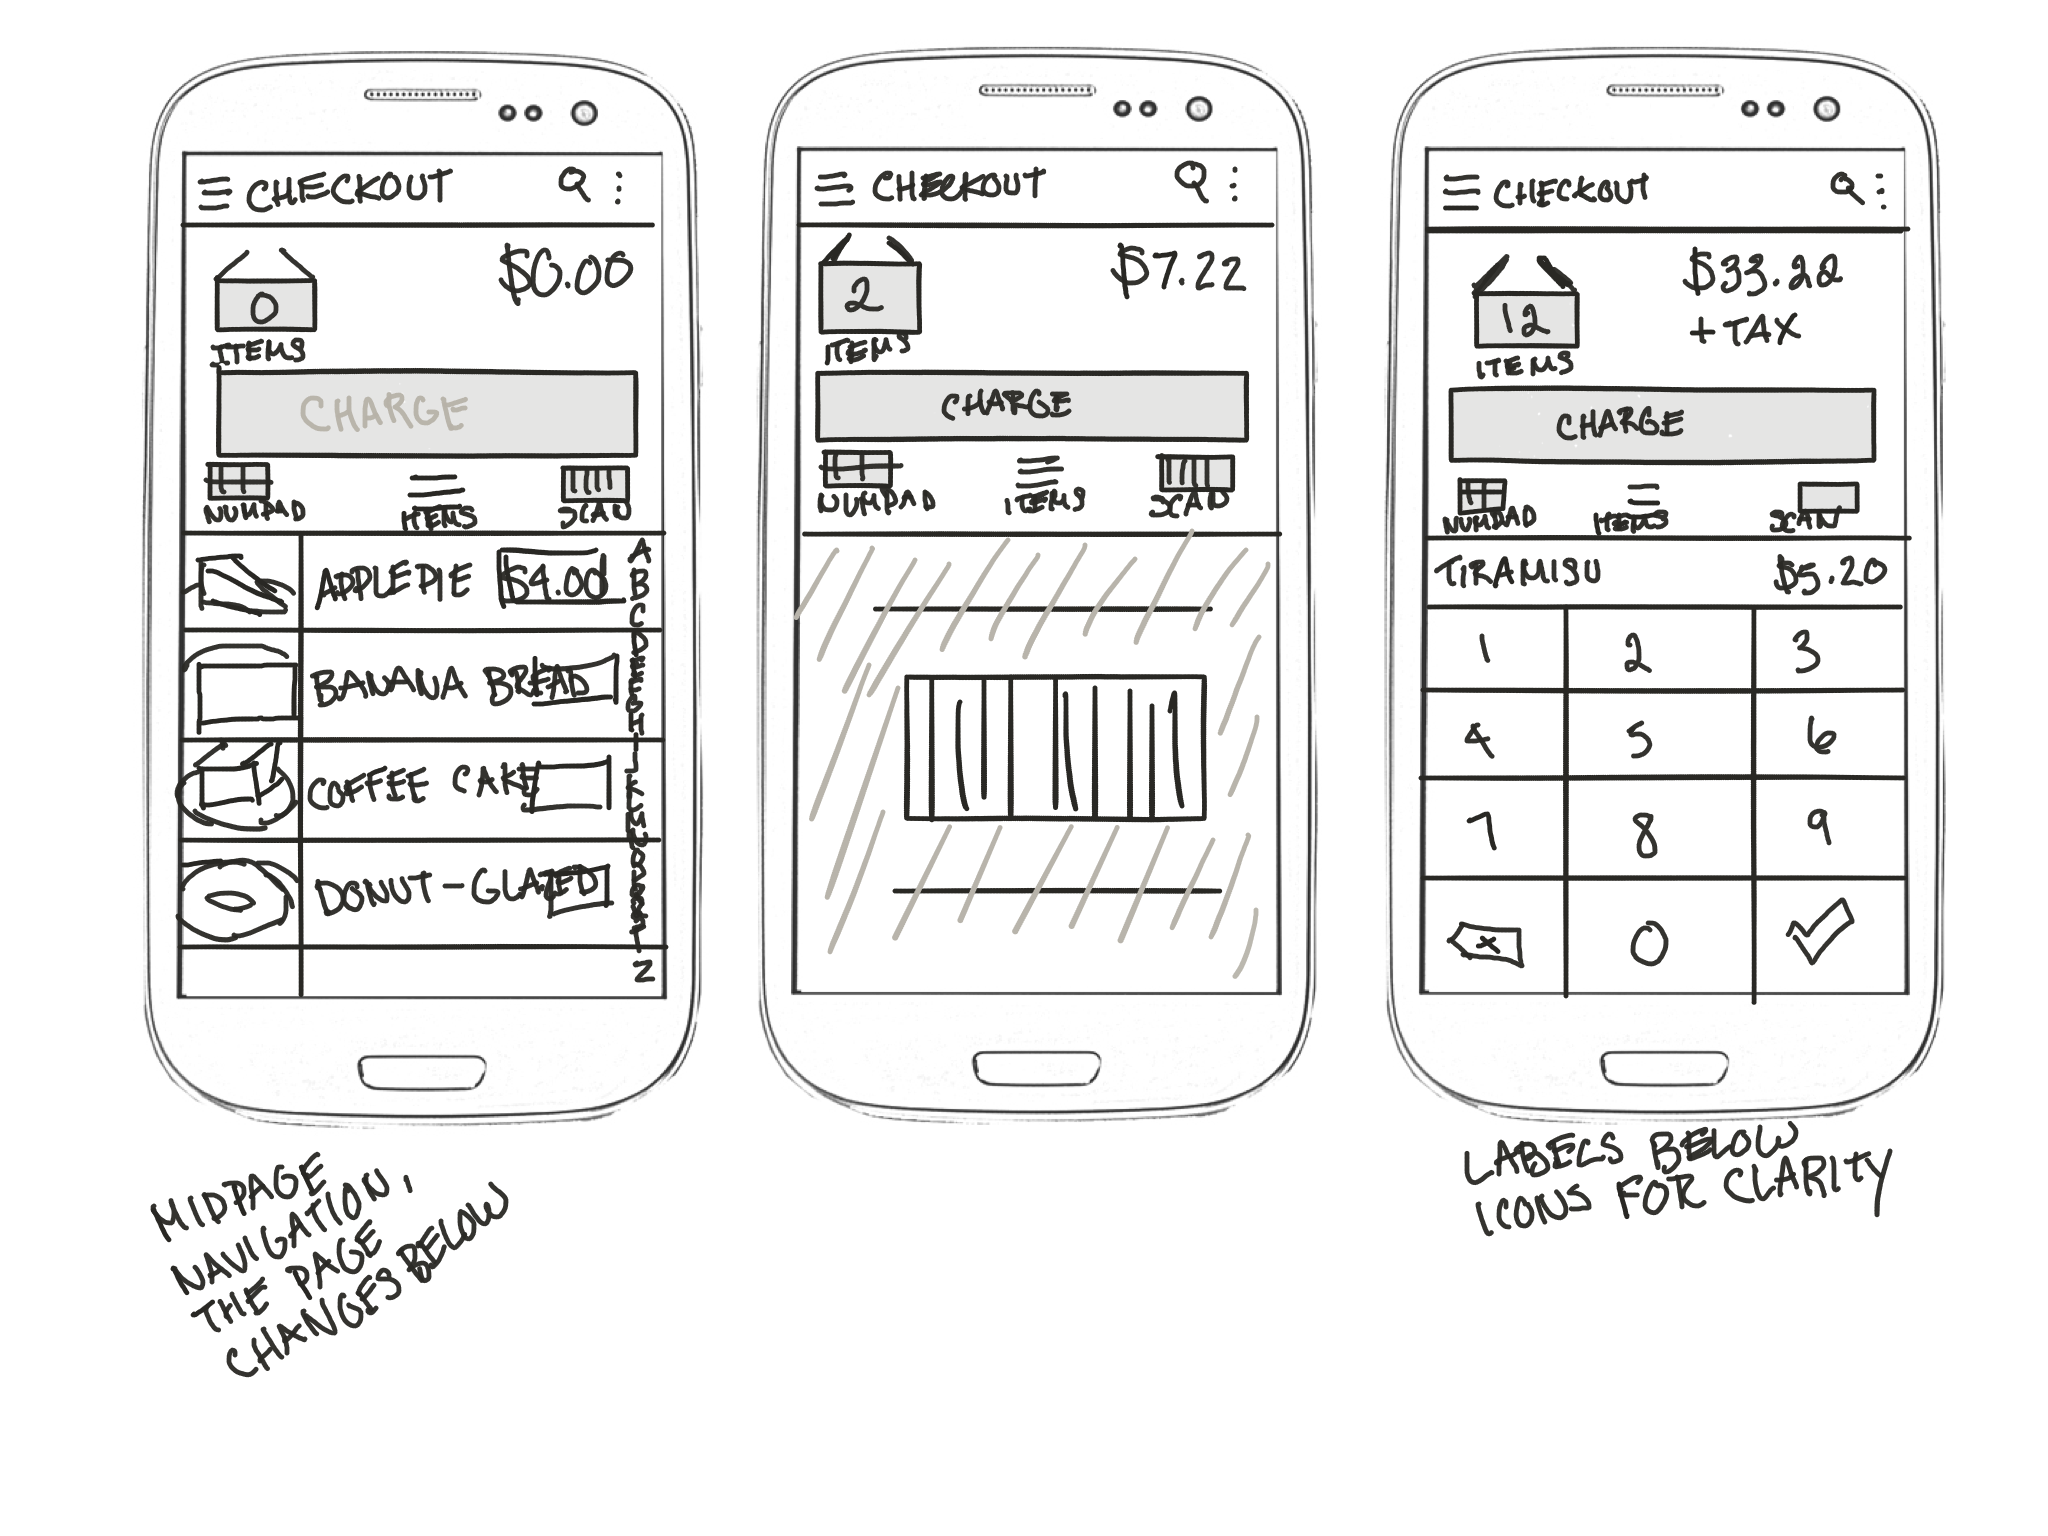 CHECKOUT
$0.00
0
ITEMS
CHARGE
NUMPAD ITEMS SCAN
APPLE PIE $4.00
BANANA BREAD
COFFEE CAKE
DONUT-GLAZED
A
B
C
D
Z
MIDPAGE
NAVIGATION,
THE PAGE
CHANGES BELOW
CHECKOUT
$7.22
2
ITEMS
CHARGE
NUMPAD ITEMS SCAN
CHECKOUT
$33.22
+ TAX
12
ITEMS
CHARGE
NUMPAD ITEMS SCAN
TIRAMISU $5.20
1 2 3
4 5 6
7 8 9
X 0
LABELS BELOW
ICONS FOR CLARITY